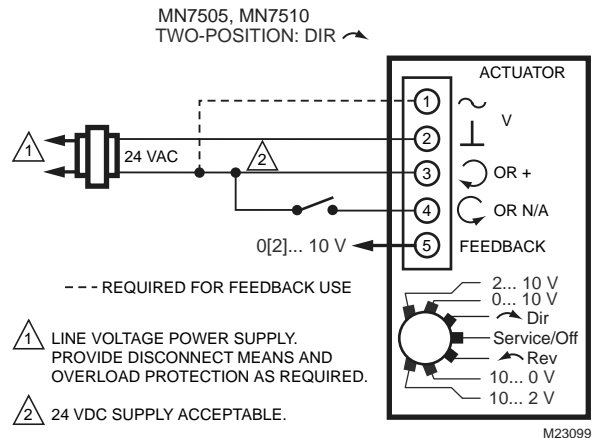 MN7505, MN7510
TWO-POSITION: DIR
ACTUATOR
1
V
1
24 VAC
2
2
3
OR +
4
OR N/A
0[2]... 10 V
5
FEEDBACK
REQUIRED FOR FEEDBACK USE
2... 10 V
0... 10 V
Dir
Service/Off
Rev
10... 0 V
10... 2 V
1 LINE VOLTAGE POWER SUPPLY.
PROVIDE DISCONNECT MEANS AND
OVERLOAD PROTECTION AS REQUIRED.
2 24 VDC SUPPLY ACCEPTABLE.
M23099